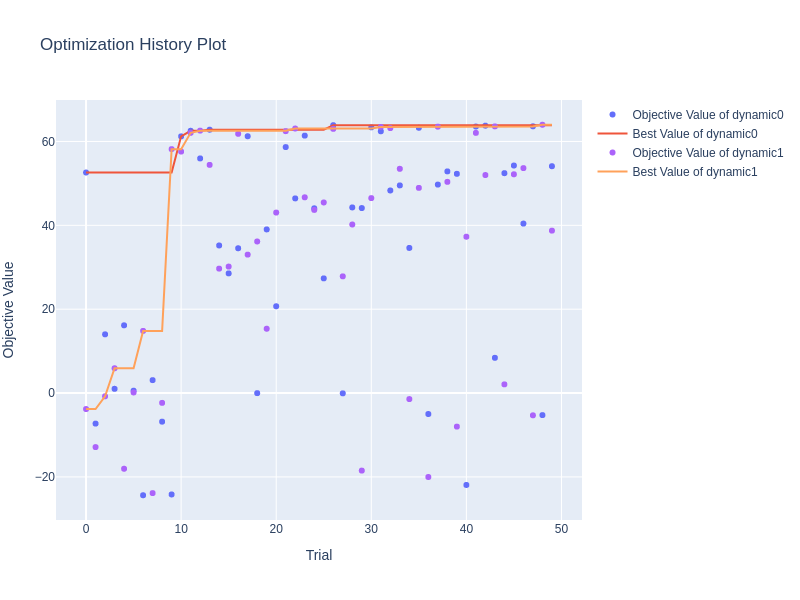 Optimization History Plot
Objective Value of dynamic0
Best Value of dynamic0
Objective Value of dynamic1
Best Value of dynamic1
60
40
20
0
−20
Objective Value
0
10
20
30
40
50
Trial